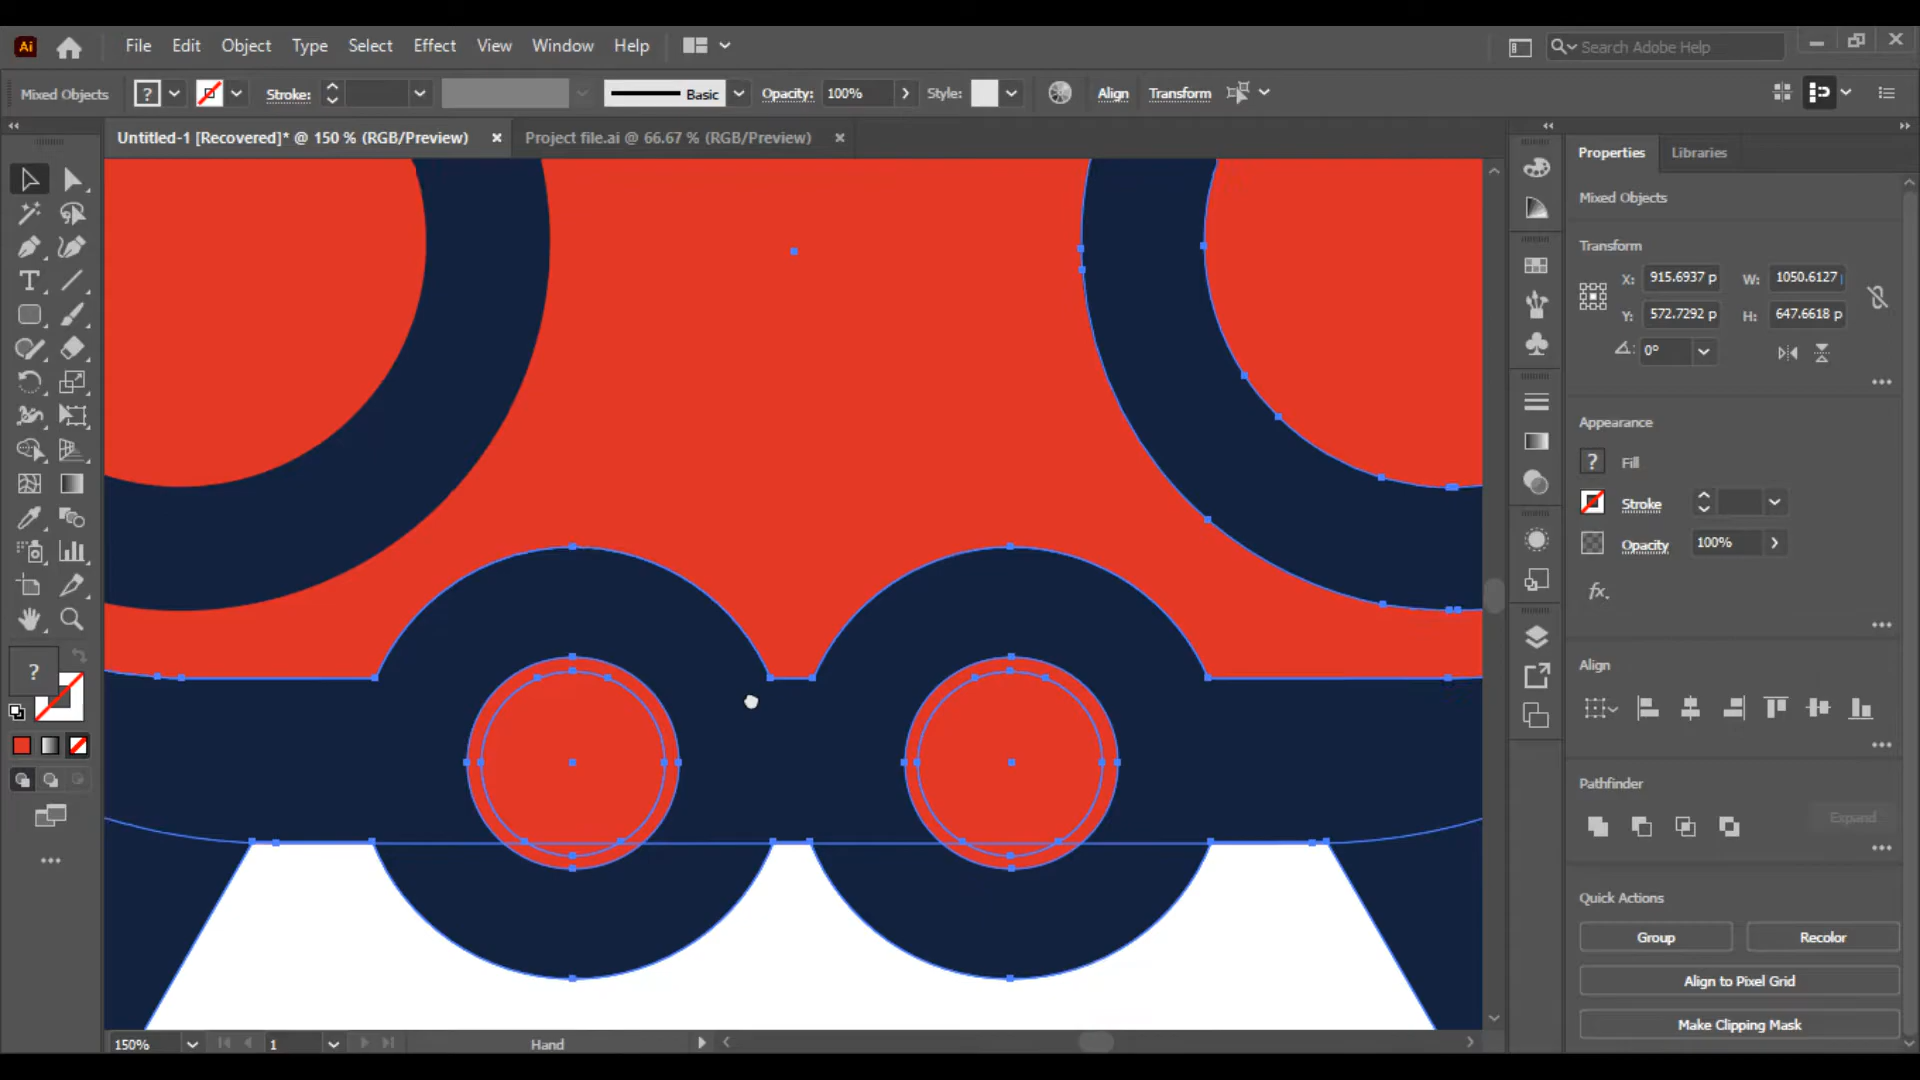 Ai File Edit Object Type Select Effect View Window Help Search Adobe Help
Mixed Objects ? Stroke: Basic Opacity: 100% Style: Align Transform
Untitled-1 [Recovered]* @ 150 % (RGB/Preview) × Project file.ai @ 66.67 % (RGB/Preview) ×
Properties Libraries
Mixed Objects
Transform
X: 915.6937 p W: 1050.6127
Y: 572.7292 p H: 647.6618 p
0°
Appearance
? Fill
Stroke
Opacity 100%
fx.
Align
Pathfinder
Expand
Quick Actions
Group Recolor
Align to Pixel Grid
Make Clipping Mask
T
?
150% 1 Hand